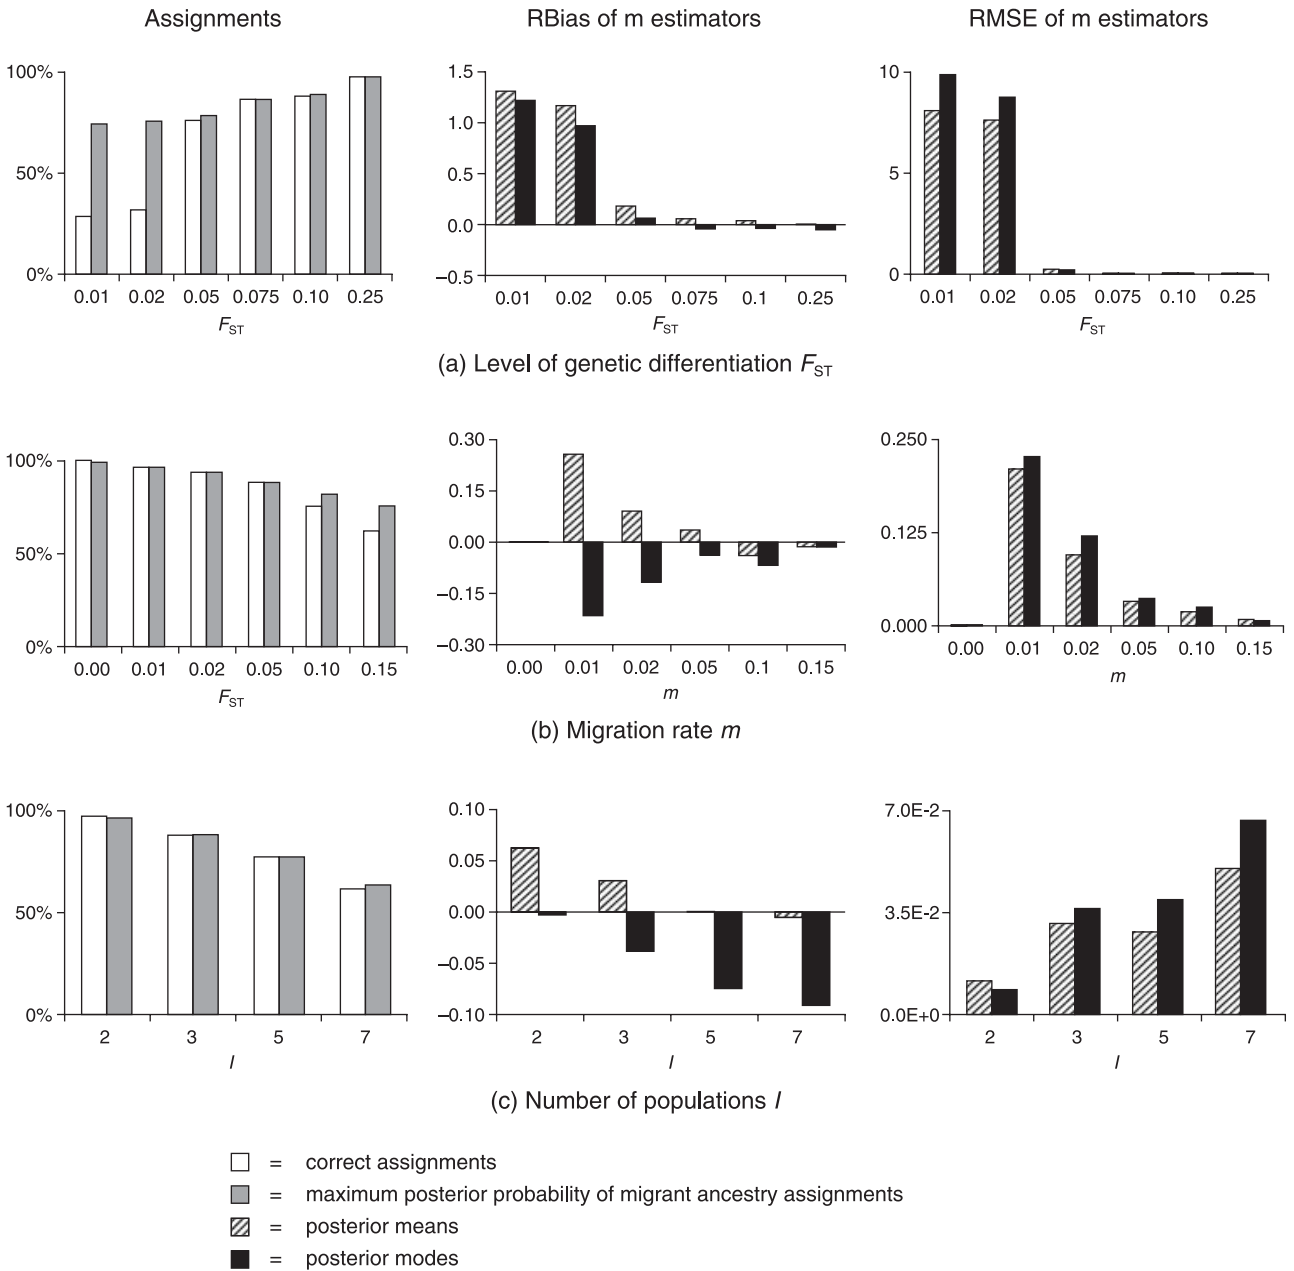 Assignments RBias of m estimators RMSE of m estimators
100% 50% 0%
0.01 0.02 0.05 0.075 0.10 0.25
FST
1.5 1.0 0.5 0.0 –0.5
0.01 0.02 0.05 0.075 0.1 0.25
FST
10 5 0
0.01 0.02 0.05 0.075 0.10 0.25
FST
(a) Level of genetic differentiation FST
100% 50% 0%
0.00 0.01 0.02 0.05 0.10 0.15
FST
0.30 0.15 0.00 –0.15 –0.30
0.00 0.01 0.02 0.05 0.1 0.15
m
0.250 0.125 0.000
0.00 0.01 0.02 0.05 0.10 0.15
m
(b) Migration rate m
100% 50% 0%
2 3 5 7
I
0.10 0.05 0.00 –0.05 –0.10
2 3 5 7
I
7.0E-2 3.5E-2 0.0E+0
2 3 5 7
I
(c) Number of populations I
= correct assignments
= maximum posterior probability of migrant ancestry assignments
= posterior means
= posterior modes